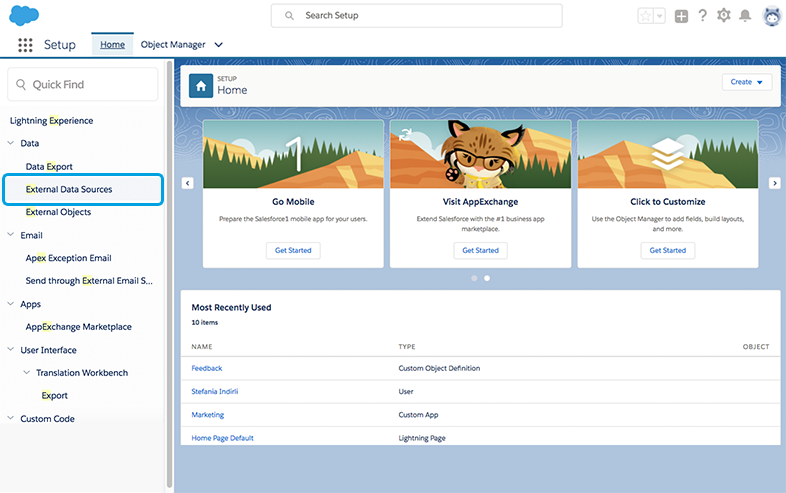 Search Setup
Setup
Home
Object Manager
Quick Find
Lightning Experience
Data
Data Export
External Data Sources
External Objects
Email
Apex Exception Email
Send through External Email S...
Apps
AppExchange Marketplace
User Interface
Translation Workbench
Export
Custom Code
SETUP
Home
Create
1
Go Mobile
Prepare the Salesforce1 mobile app for your users.
Get Started
Visit AppExchange
Extend Salesforce with the #1 business app
marketplace.
Get Started
Click to Customize
Use the Object Manager to add fields, build layouts,
and more.
Get Started
Most Recently Used
10 items
NAME TYPE OBJECT
Feedback Custom Object Definition
Stefania Indirli User
Marketing Custom App
Home Page Default Lightning Page